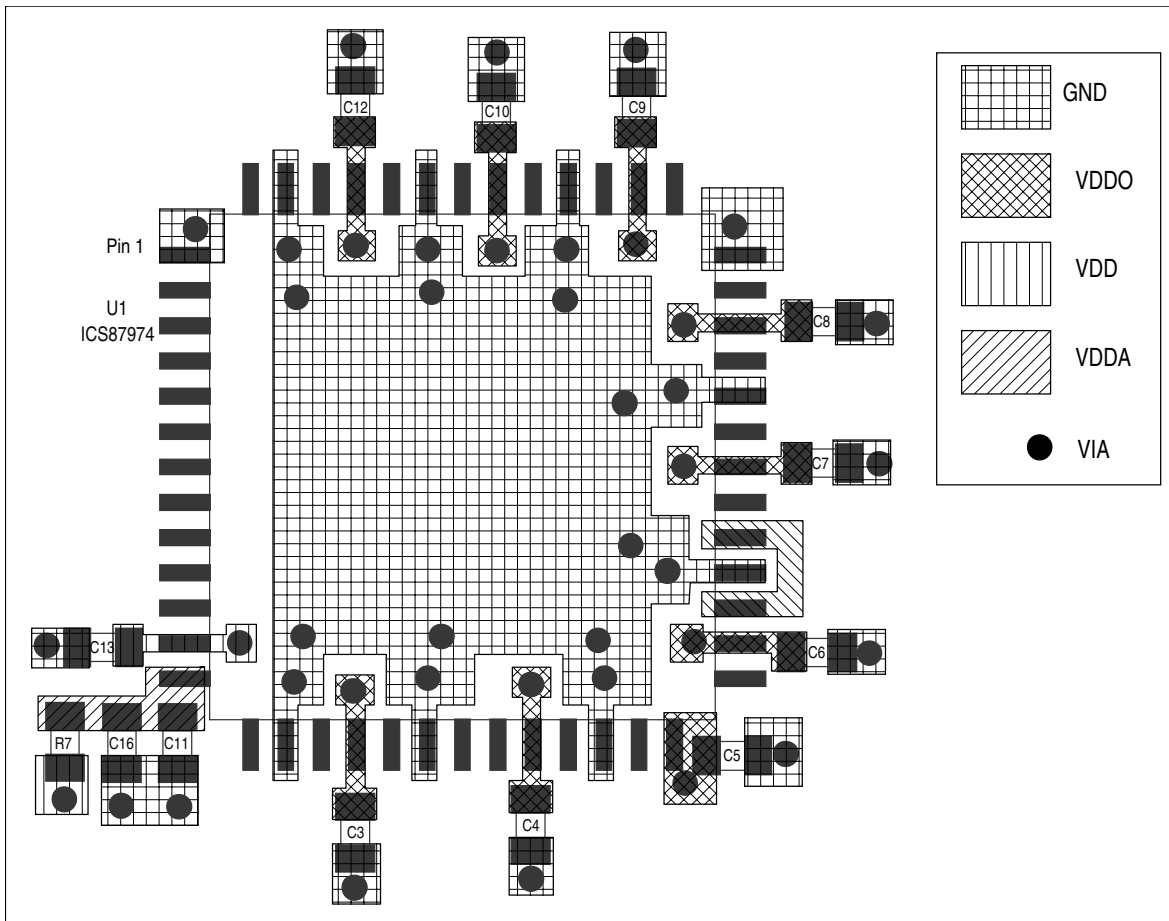 C12
C10
C9
GND
VDDO
VDD
VDDA
VIA
Pin 1
U1
ICS87974
C8
C7
C13
C6
R7
C16
C11
C5
C3
C4